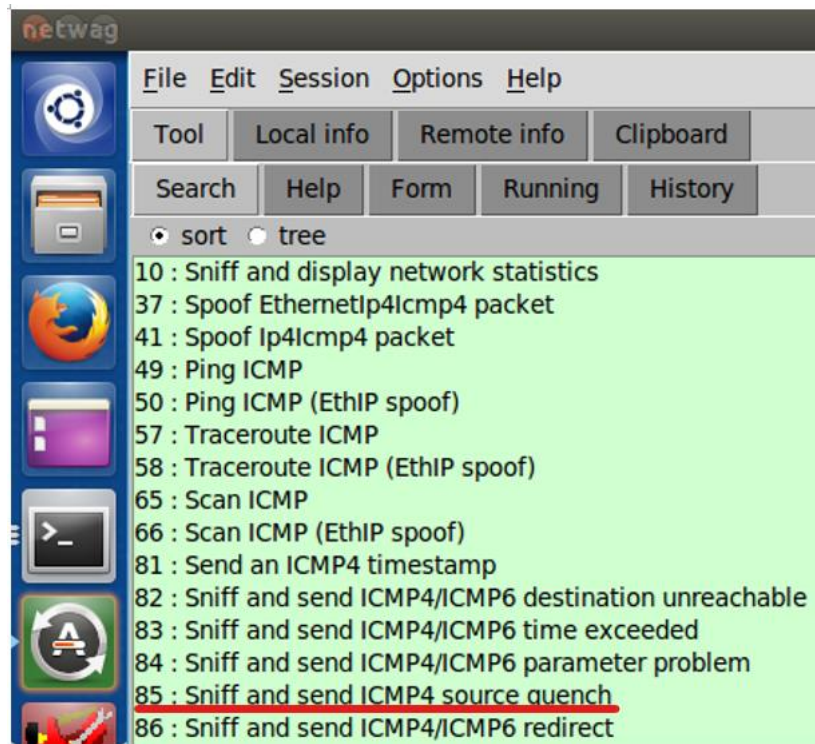 netwag
File Edit Session Options Help
Tool Local info Remote info Clipboard
Search Help Form Running History
sort tree
10 : Sniff and display network statistics
37 : Spoof EthernetIp4Icmp4 packet
41 : Spoof Ip4Icmp4 packet
49 : Ping ICMP
50 : Ping ICMP (EthIP spoof)
57 : Traceroute ICMP
58 : Traceroute ICMP (EthIP spoof)
65 : Scan ICMP
66 : Scan ICMP (EthIP spoof)
81 : Send an ICMP4 timestamp
82 : Sniff and send ICMP4/ICMP6 destination unreachable
83 : Sniff and send ICMP4/ICMP6 time exceeded
84 : Sniff and send ICMP4/ICMP6 parameter problem
85 : Sniff and send ICMP4 source quench
86 : Sniff and send ICMP4/ICMP6 redirect